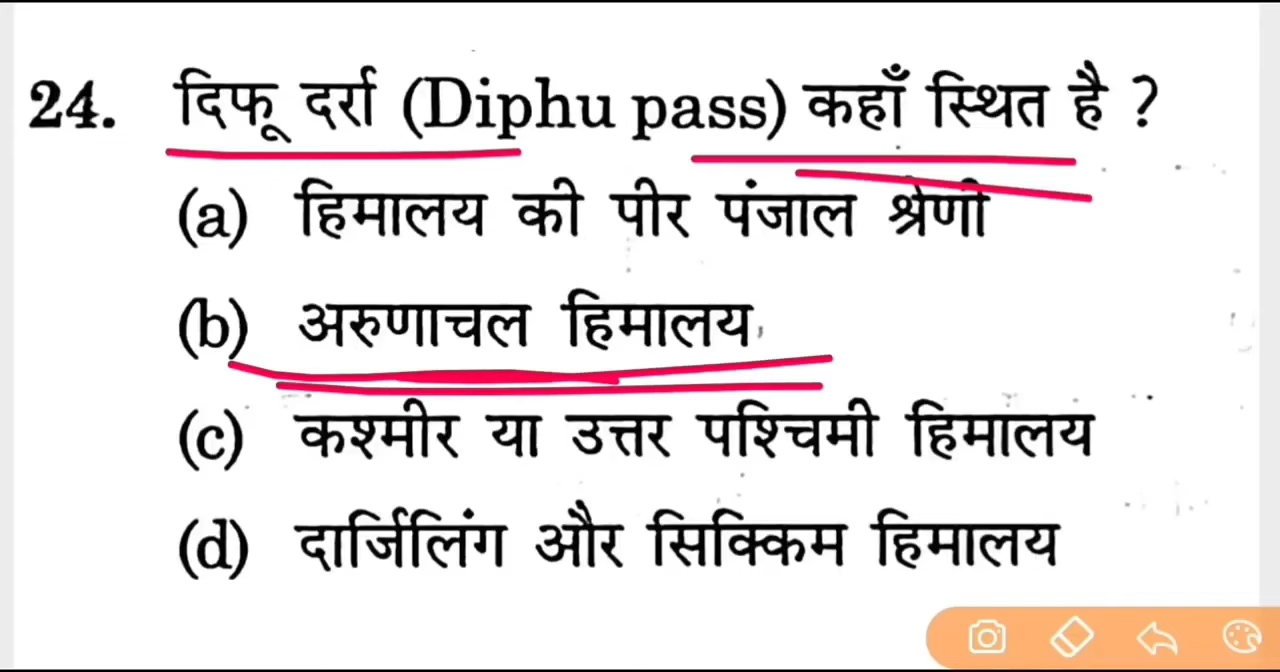 24. दिफू दर्रा (Diphu pass) कहाँ स्थित है ?
(a) हिमालय की पीर पंजाल श्रेणी
(b) अरुणाचल हिमालय
(c) कश्मीर या उत्तर पश्चिमी हिमालय
(d) दार्जिलिंग और सिक्किम हिमालय